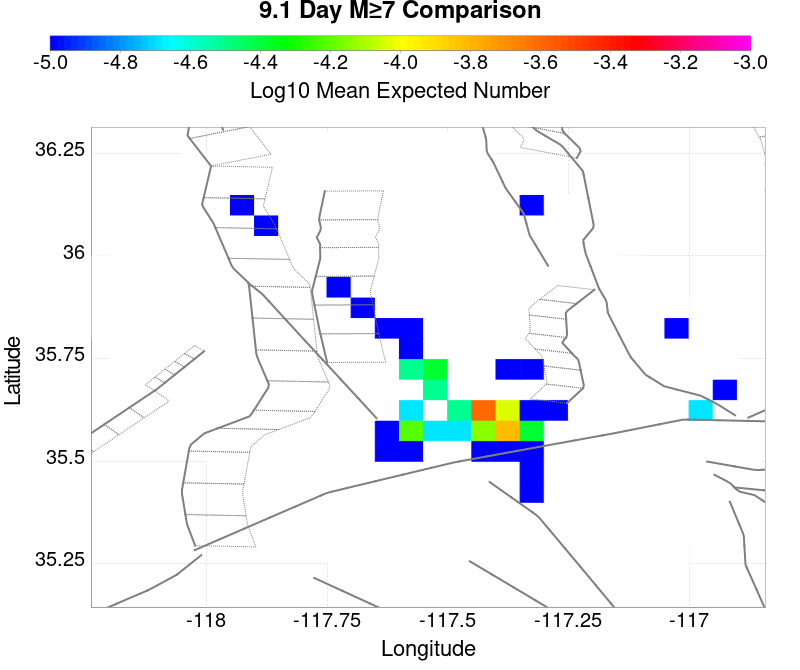 9.1 Day M≥7 Comparison
-5.0 -4.8 -4.6 -4.4 -4.2 -4.0 -3.8 -3.6 -3.4 -3.2 -3.0
Log10 Mean Expected Number
36.25
36
35.75
35.5
35.25
Latitude
-118 -117.75 -117.5 -117.25 -117
Longitude